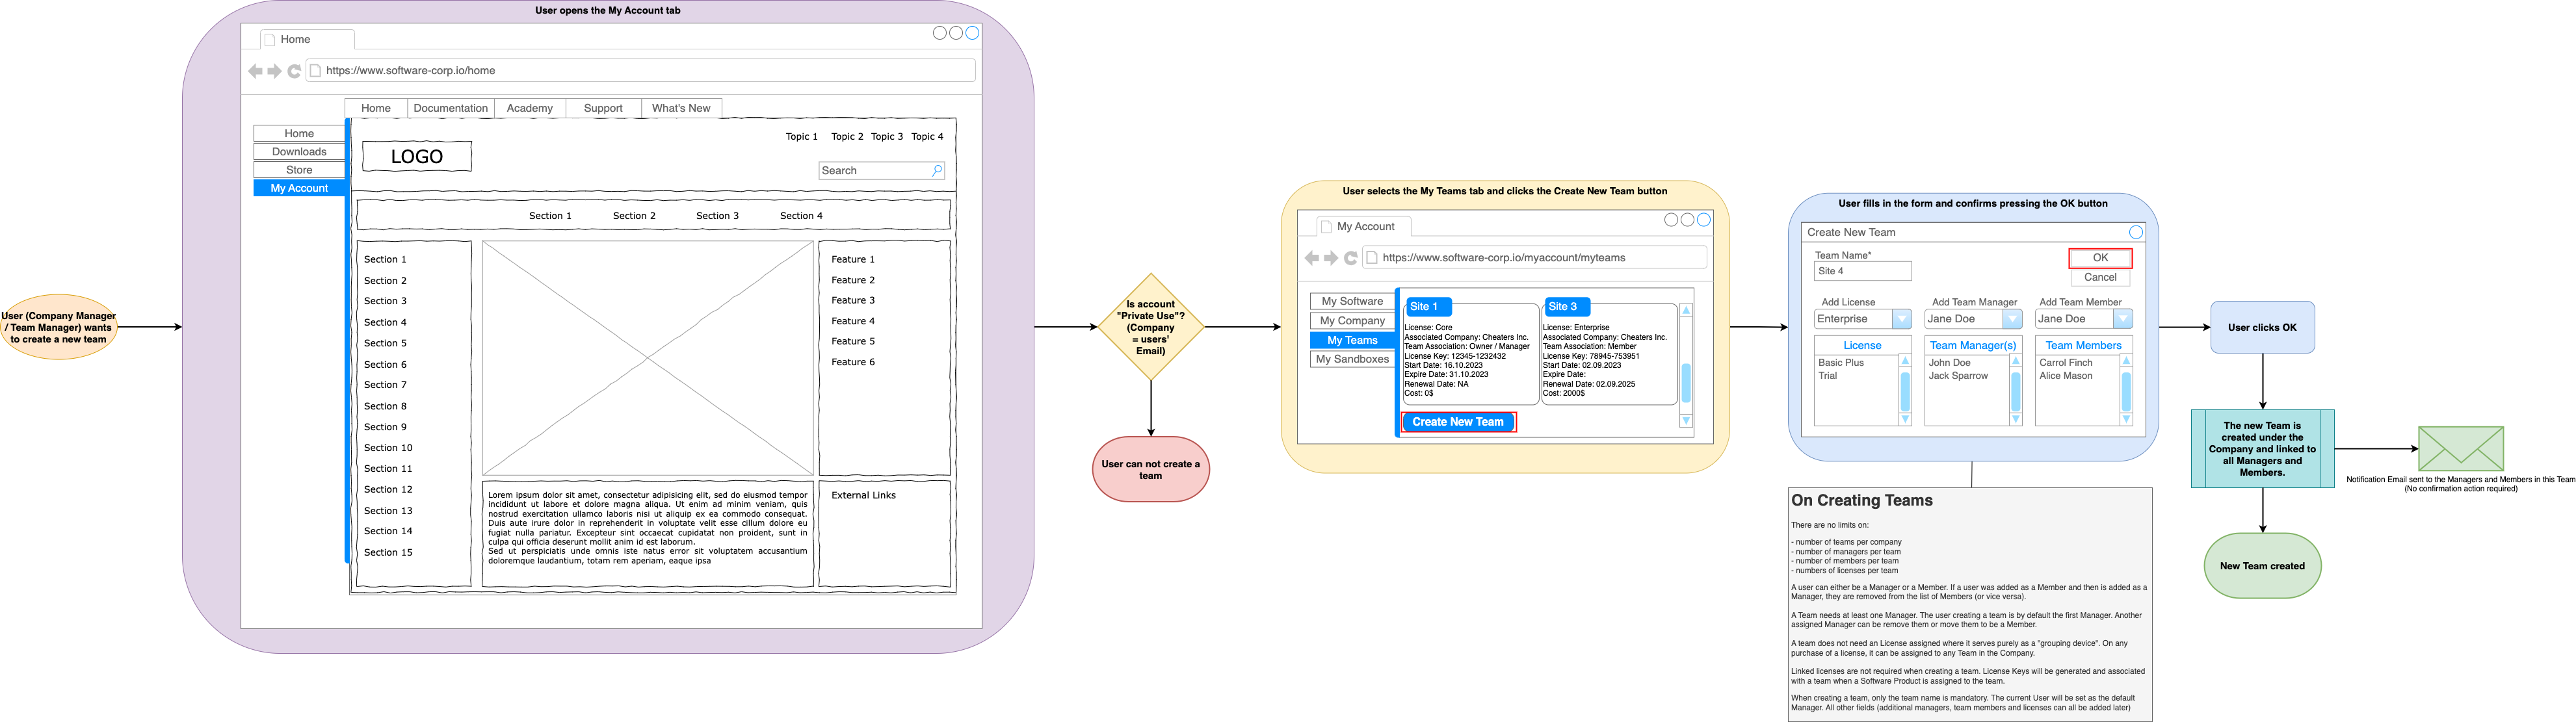 User (Company Manager
/ Team Manager) wants
to create a new team
User opens the My Account tab
Home
https://www.software-corp.io/home
Home
Documentation
Academy
Support
What's New
Home
Downloads
Store
My Account
LOGO
Topic 1
Topic 2
Topic 3
Topic 4
Search
Section 1
Section 2
Section 3
Section 4
Section 1
Section 2
Section 3
Section 4
Section 5
Section 6
Section 7
Section 8
Section 9
Section 10
Section 11
Section 12
Section 13
Section 14
Section 15
Lorem ipsum dolor sit amet, consectetur adipisicing elit, sed do eiusmod tempor
incididunt ut labore et dolore magna aliqua. Ut enim ad minim veniam, quis
nostrud exercitation ullamco laboris nisi ut aliquip ex ea commodo consequat.
Duis aute irure dolor in reprehenderit in voluptate velit esse cillum dolore eu
fugiat nulla pariatur. Excepteur sint occaecat cupidatat non proident, sunt in
culpa qui officia deserunt mollit anim id est laborum.
Sed ut perspiciatis unde omnis iste natus error sit voluptatem accusantium
doloremque laudantium, totam rem aperiam, eaque ipsa
Feature 1
Feature 2
Feature 3
Feature 4
Feature 5
Feature 6
External Links
Is account
"Private Use"?
(Company
= users'
Email)
User can not create a
team
User selects the My Teams tab and clicks the Create New Team button
My Account
https://www.software-corp.io/myaccount/myteams
My Software
My Company
My Teams
My Sandboxes
Site 1
License: Core
Associated Company: Cheaters Inc.
Team Association: Owner / Manager
License Key: 12345-1232432
Start Date: 16.10.2023
Expire Date: 31.10.2023
Renewal Date: NA
Cost: 0$
Site 3
License: Enterprise
Associated Company: Cheaters Inc.
Team Association: Member
License Key: 78945-753951
Start Date: 02.09.2023
Expire Date:
Renewal Date: 02.09.2025
Cost: 2000$
Create New Team
User fills in the form and confirms pressing the OK button
Create New Team
Team Name*
Site 4
OK
Cancel
Add License
Enterprise
Add Team Manager
Jane Doe
Add Team Member
Jane Doe
License
Basic Plus
Trial
Team Manager(s)
John Doe
Jack Sparrow
Team Members
Carrol Finch
Alice Mason
On Creating Teams
There are no limits on:
- number of teams per company
- number of managers per team
- number of members per team
- numbers of licenses per team
A user can either be a Manager or a Member. If a user was added as a Member and then is added as a
Manager, they are removed from the list of Members (or vice versa).
A Team needs at least one Manager. The user creating a team is by default the first Manager. Another
assigned Manager can be remove them or move them to be a Member.
A team does not need an License assigned where it serves purely as a "grouping device". On any
purchase of a license, it can be assigned to any Team in the Company.
Linked licenses are not required when creating a team. License Keys will be generated and associated
with a team when a Software Product is assigned to the team.
When creating a team, only the team name is mandatory. The current User will be set as the default
Manager. All other fields (additional managers, team members and licenses can all be added later)
User clicks OK
The new Team is
created under the
Company and linked to
all Managers and
Members.
Notification Email sent to the Managers and Members in this Team
(No confirmation action required)
New Team created